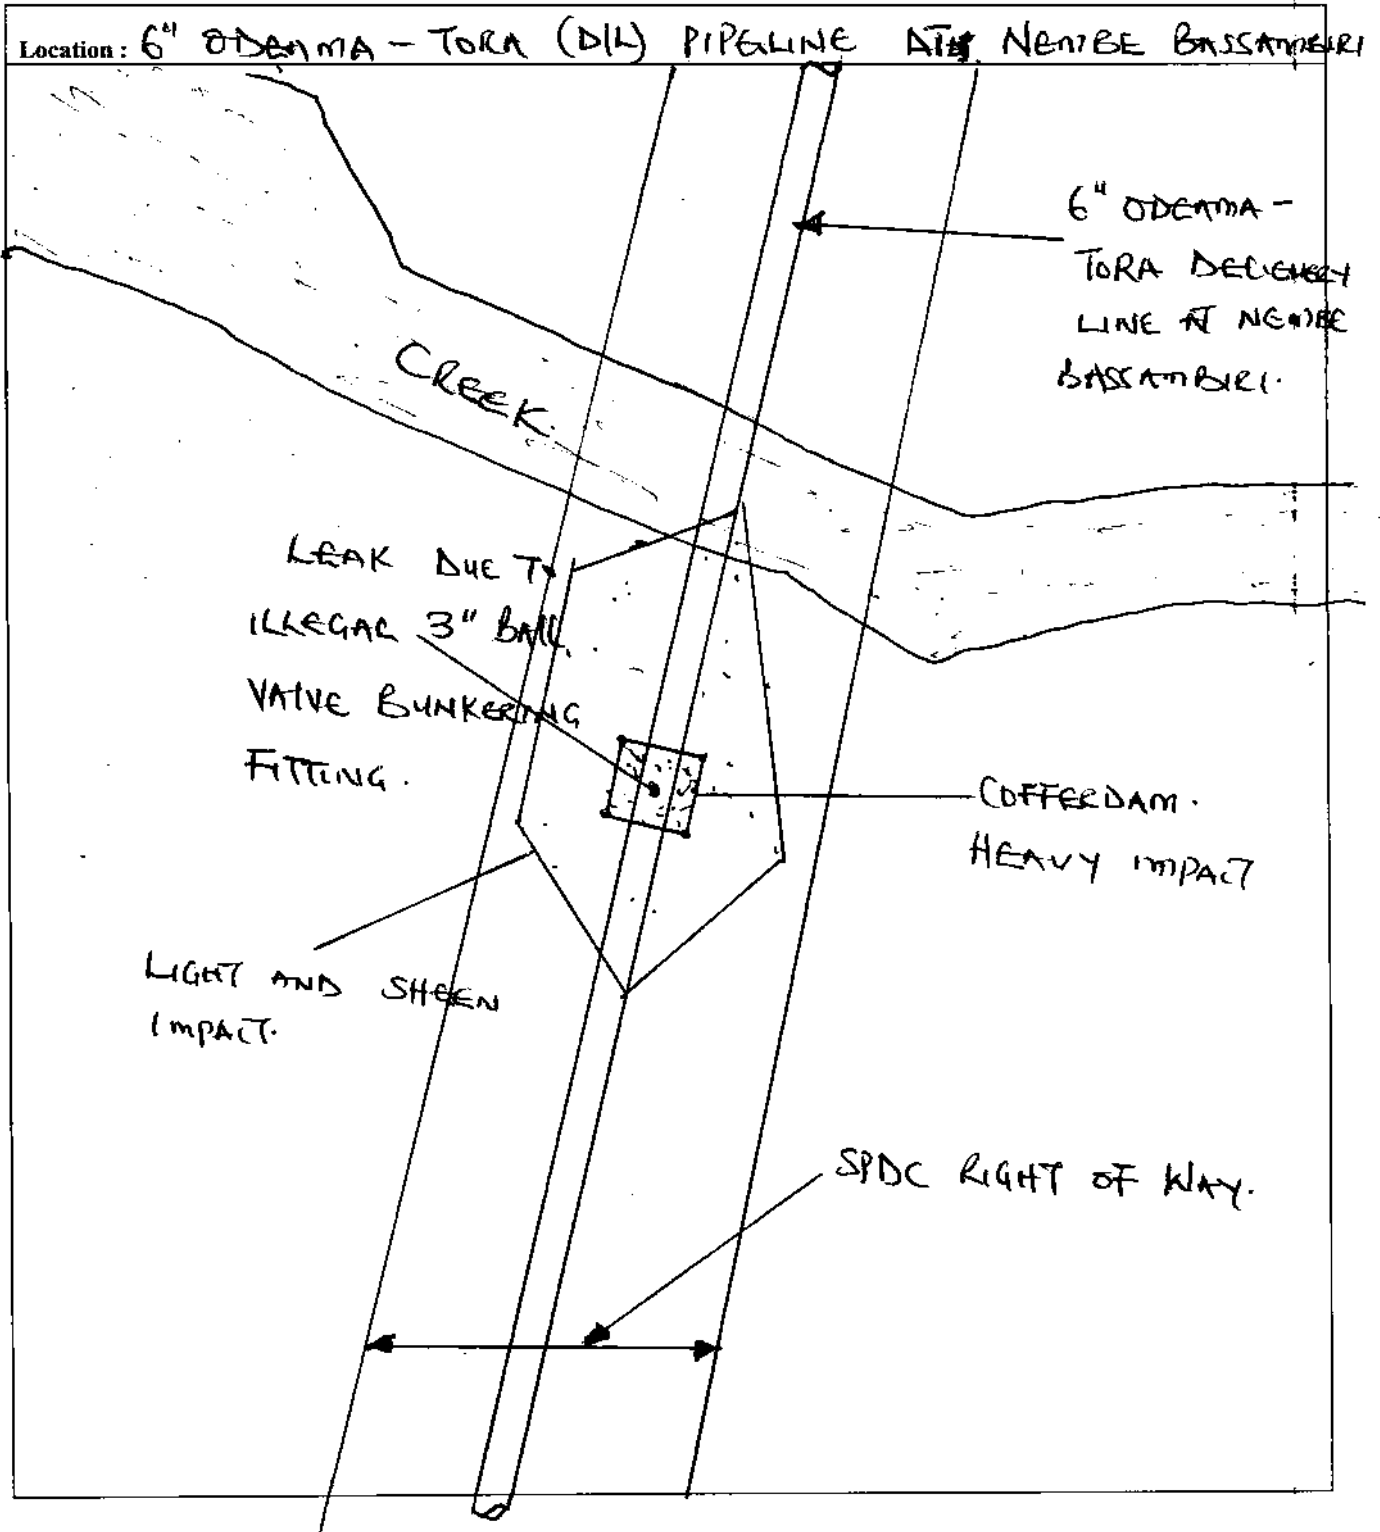 Location : 6" ODEAMA - TORA (D/L) PIPELINE AT NEMBE BASSAMBIRI
6" ODEAMA -
TORA DELIVERY
LINE AT NEMBE
BASSAMBIRI.
CREEK.
LEAK DUE TO
ILLEGAL 3" BALL
VALVE BUNKERING
FITTING.
COFFERDAM.
HEAVY IMPACT
LIGHT AND SHEEN
IMPACT.
SPDC RIGHT OF WAY.